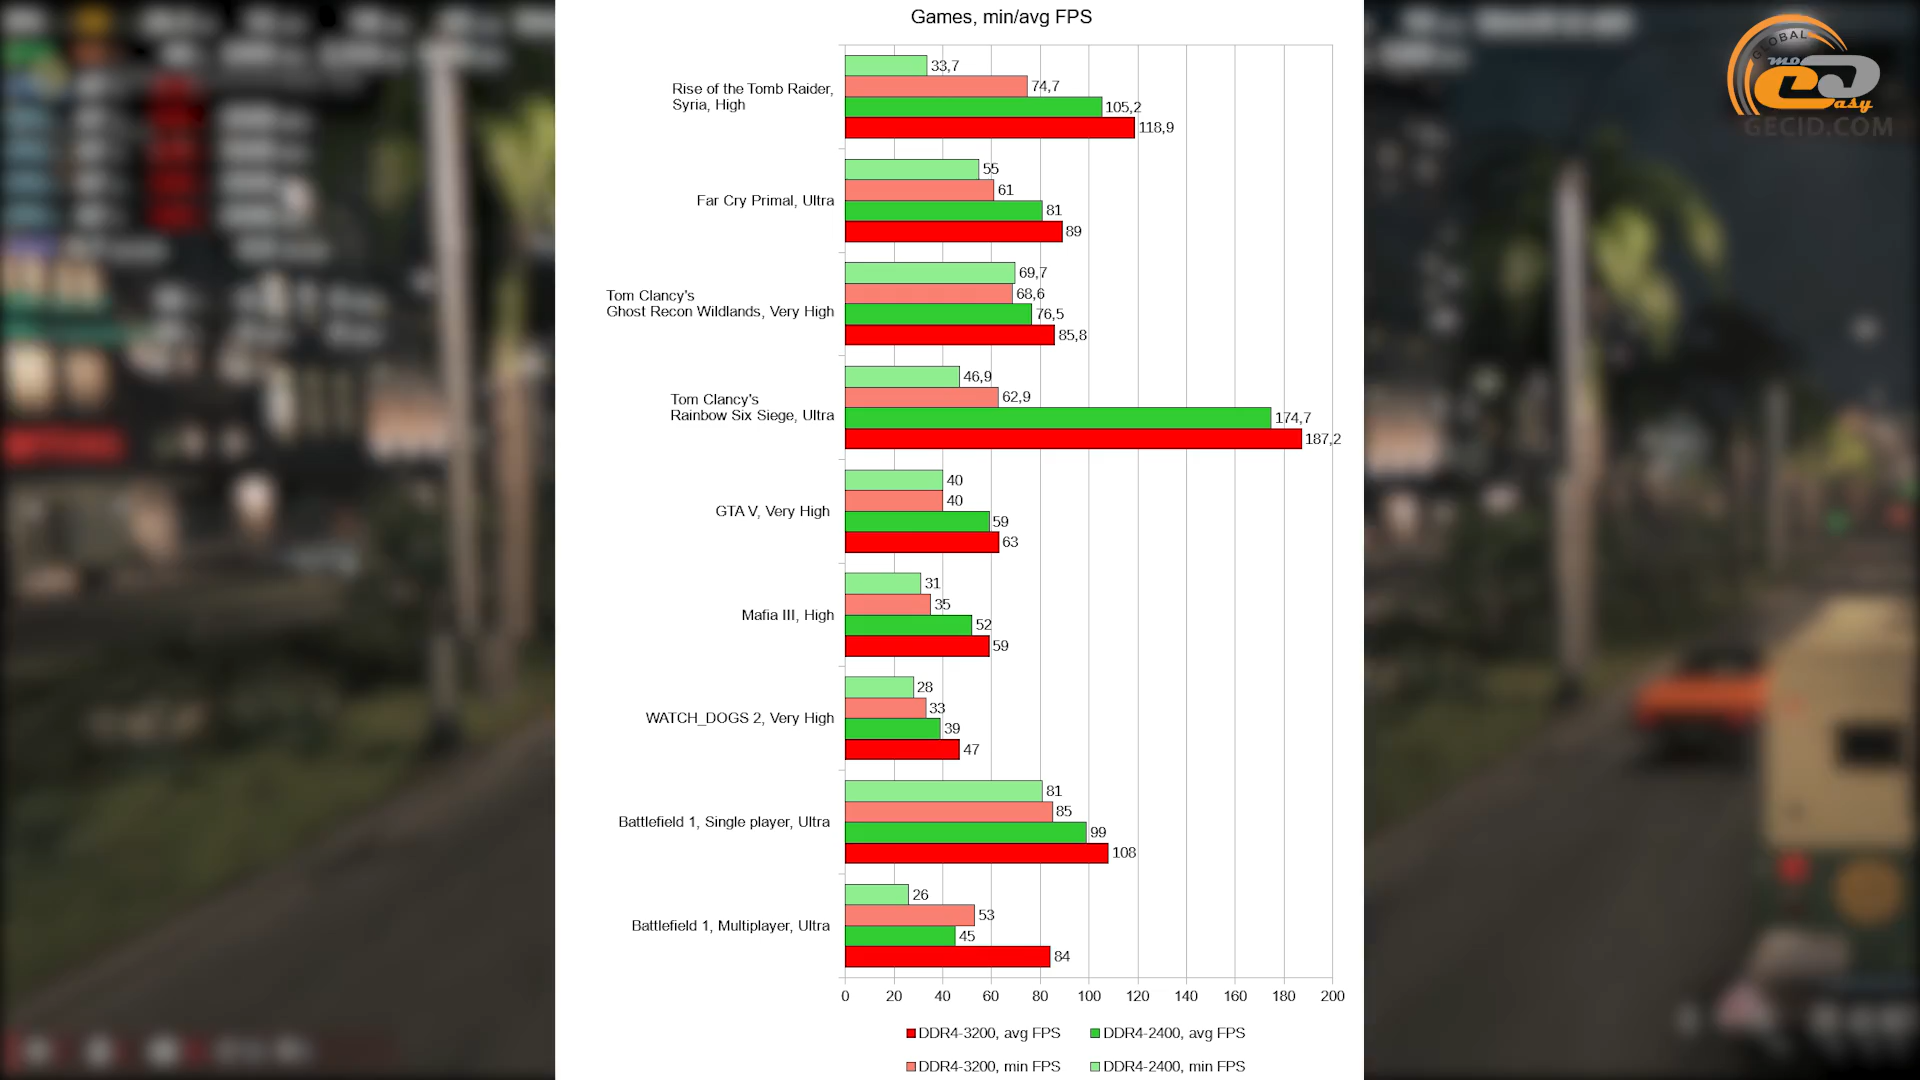 Games, min/avg FPS
GLOBAL
mo
easy
GECID.COM
Rise of the Tomb Raider,
Syria, High
33,7
74,7
105,2
118,9
Far Cry Primal, Ultra
55
61
81
89
Tom Clancy's
Ghost Recon Wildlands, Very High
69,7
68,6
76,5
85,8
Tom Clancy's
Rainbow Six Siege, Ultra
46,9
62,9
174,7
187,2
GTA V, Very High
40
40
59
63
Mafia III, High
31
35
52
59
WATCH_DOGS 2, Very High
28
33
39
47
Battlefield 1, Single player, Ultra
81
85
99
108
Battlefield 1, Multiplayer, Ultra
26
53
45
84
0 20 40 60 80 100 120 140 160 180 200
DDR4-3200, avg FPS DDR4-2400, avg FPS
DDR4-3200, min FPS DDR4-2400, min FPS